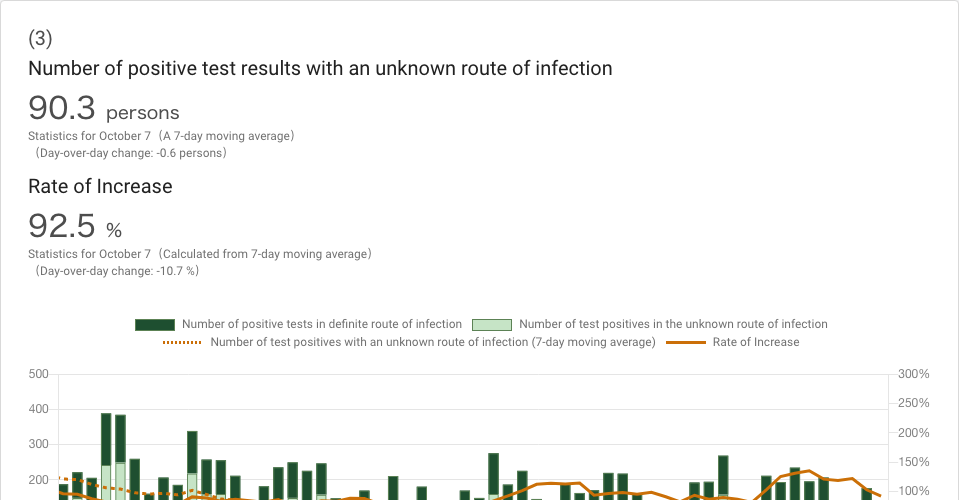 (3)
Number of positive test results with an unknown route of infection
90.3 persons
Statistics for October 7（A 7-day moving average）
（Day-over-day change: -0.6 persons）
Rate of Increase
92.5 %
Statistics for October 7（Calculated from 7-day moving average）
（Day-over-day change: -10.7 %）
Number of positive tests in definite route of infection Number of test positives in the unknown route of infection
Number of test positives with an unknown route of infection (7-day moving average) Rate of Increase
500 300%
400 250%
300 200%
200 150%
100%